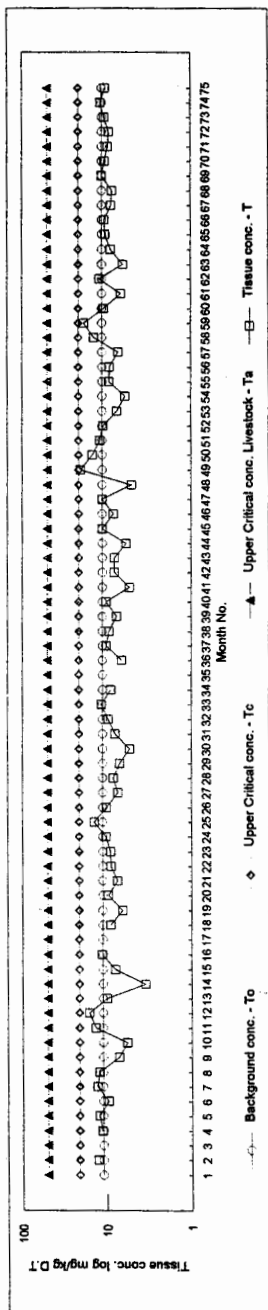 Tissue conc. log mg/kg D.T
100
10
1
1 2 3 4 5 6 7 8 9 10 11 12 13 14 15 16 17 18 19 20 21 22 23 24 25 26 27 28 29 30 31 32 33 34 35 36 37 38 39 40 41 42 43 44 45 46 47 48 49 50 51 52 53 54 55 56 57 58 59 60 61 62 63 64 65 66 67 68 69 70 71 72 73 74 75
Month No.
Background conc. - To
Upper Critical conc. - Tc
Upper Critical conc. Livestock - Ta
Tissue conc. - T